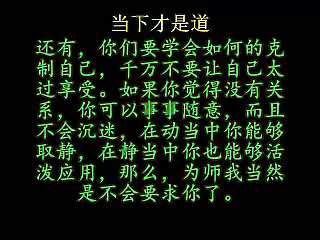 当下才是道
还有，你们要学会如何的克
制自己，千万不要让自己太
过享受。如果你觉得没有关
系，你可以事事随意，而且
不会沉迷，在动当中你能够
取静，在静当中你也能够活
泼应用，那么，为师我当然
是不会要求你了。